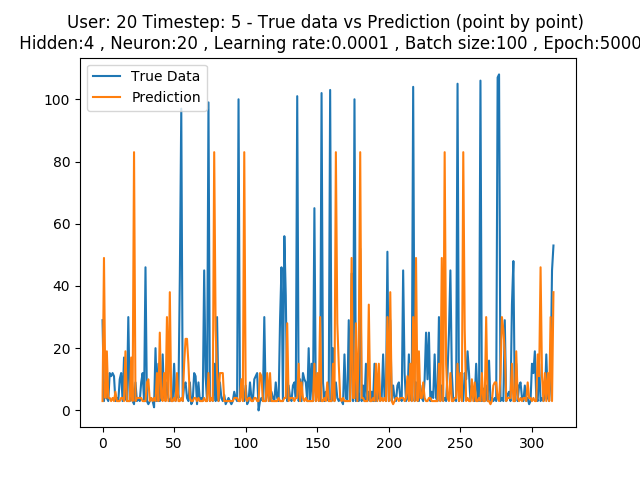 User: 20 Timestep: 5 - True data vs Prediction (point by point)
Hidden:4 , Neuron:20 , Learning rate:0.0001 , Batch size:100 , Epoch:5000
True Data
Prediction
100
80
60
40
20
0
0 50 100 150 200 250 300